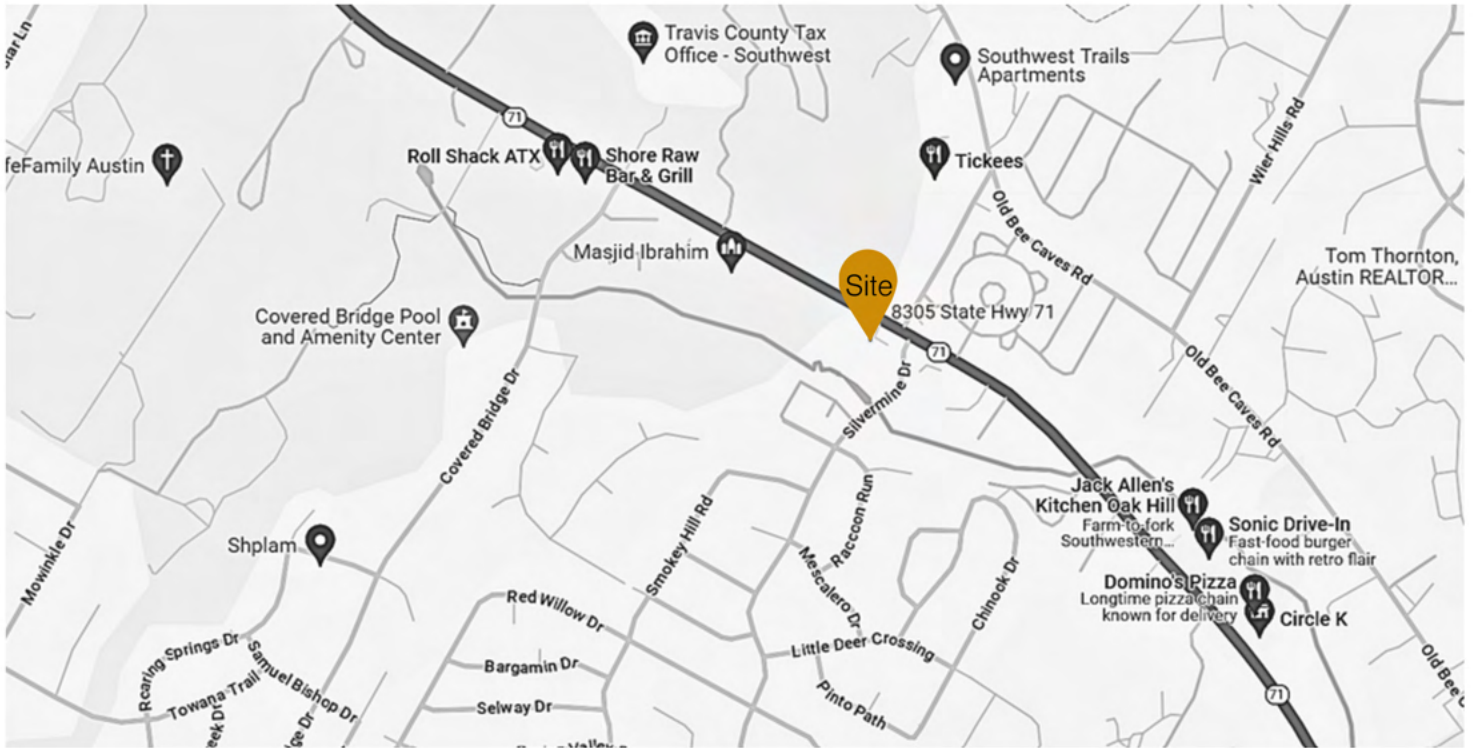 Travis County Tax
Office - Southwest
Southwest Trails
Apartments
71
Roll Shack ATX
Shore Raw
Bar & Grill
Tickees
Wier Hills Rd
feFamily Austin
Old Bee Caves Rd
Masjid Ibrahim
Tom Thornton,
Austin REALTOR...
Site
8305 State Hwy 71
Covered Bridge Pool
and Amenity Center
71
Old Bee Caves Rd
Silvermine Dr
Covered Bridge Dr
Jack Allen's
Kitchen Oak Hill
Farm-to-fork
Southwestern...
Raccoon Run
Smokey Hill Rd
Sonic Drive-In
Fast-food burger
chain with retro flair
Shplam
Mowinkle Dr
Mescalero Dr
Chinook Dr
Domino's Pizza
Longtime pizza chain
known for delivery
Circle K
Red Willow Dr
Little Deer Crossing
Roaring Springs Dr
Samuel Bishop Dr
Bargamin Dr
Towana Trail
Pinto Path
Old Bee C
71
Selway Dr
eek Dr
ge Dr